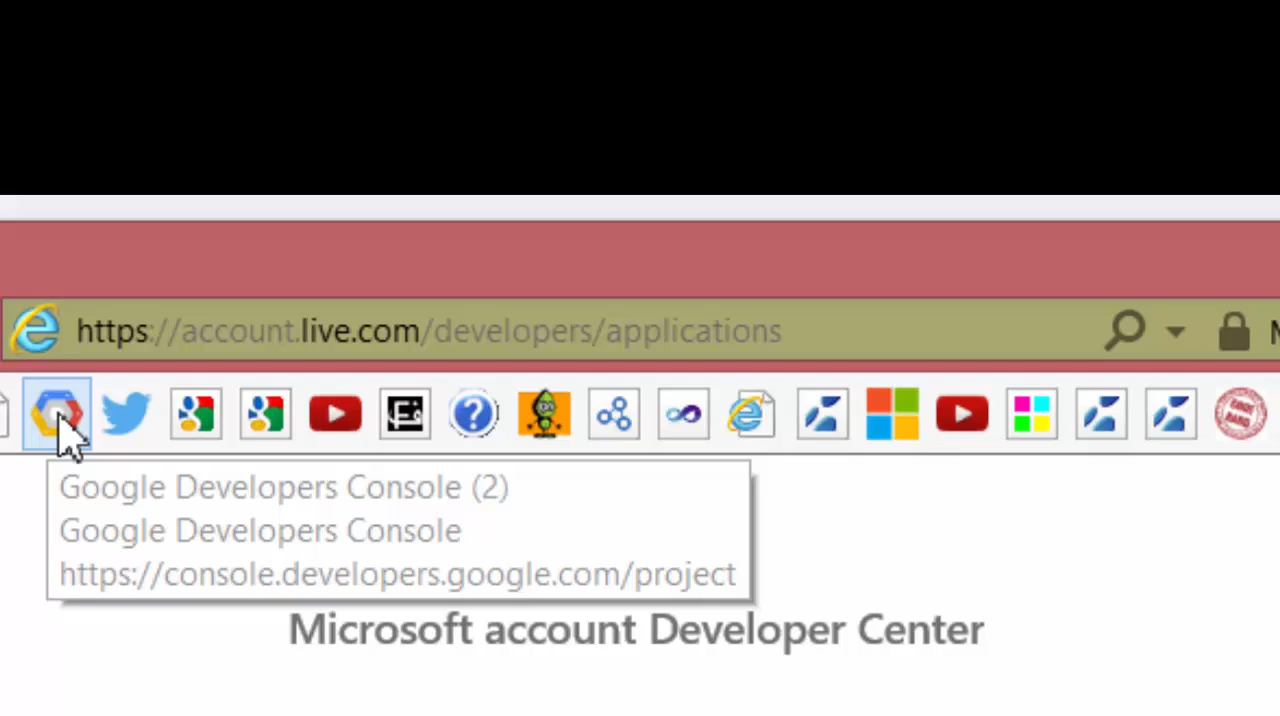 https://account.live.com/developers/applications
Google Developers Console (2)
Google Developers Console
https://console.developers.google.com/project
Microsoft account Developer Center